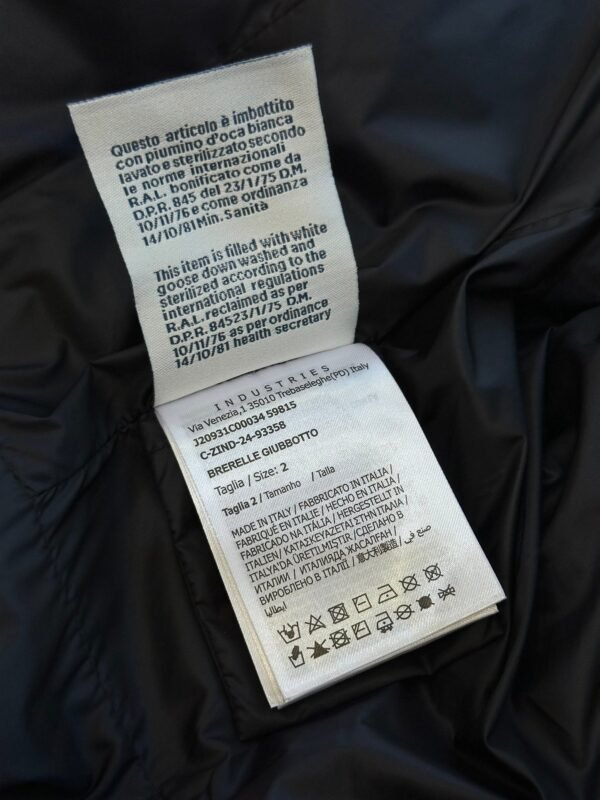 Questo articolo è imbottito
con piumino d'oca bianca
lavato e sterilizzato secondo
le norme internazionali
R.A.L. bonificato come da
D.P.R. 845 del 23/1/75 D.M.
10/11/76 e come ordinanza
14/10/81 Min. Sanità
This item is filled with white
goose down washed and
sterilized according to the
international regulations
R.A.L. reclaimed as per
D.P.R. 84523/1/75 D.M.
10/11/76 as per ordinance
14/10/81 health secretary
INDUSTRIES
Via Venezia,1 35010 Trebaseleghe(PD) Italy
J20931C00034 59815
C-ZIND-24-93358
BRERELLE GIUBBOTTO
Taglia / Size: 2
Taglia 2 / Tamanho / Talla
MADE IN ITALY / FABBRICATO IN ITALIA /
FABRIQUÉ EN ITALIE / HECHO EN ITALIA /
FABRICADO NA ITÁLIA / HERGESTELLT IN
ITALIEN / ΚΑΤΑΣΚΕΥΑΖΕΤΑΙ ΣΤΗΝ ΙΤΑΛΙΑ /
ITALYA'DA ÜRETILMIŞTIR /СДЕЛАНО В
ИТАЛИИ / ИТАЛИЯДА ЖАСАЛҒАН /
ВИРОБЛЕНО В ІТАЛІЇ / 意大利製造 / صنع في
إيطاليا